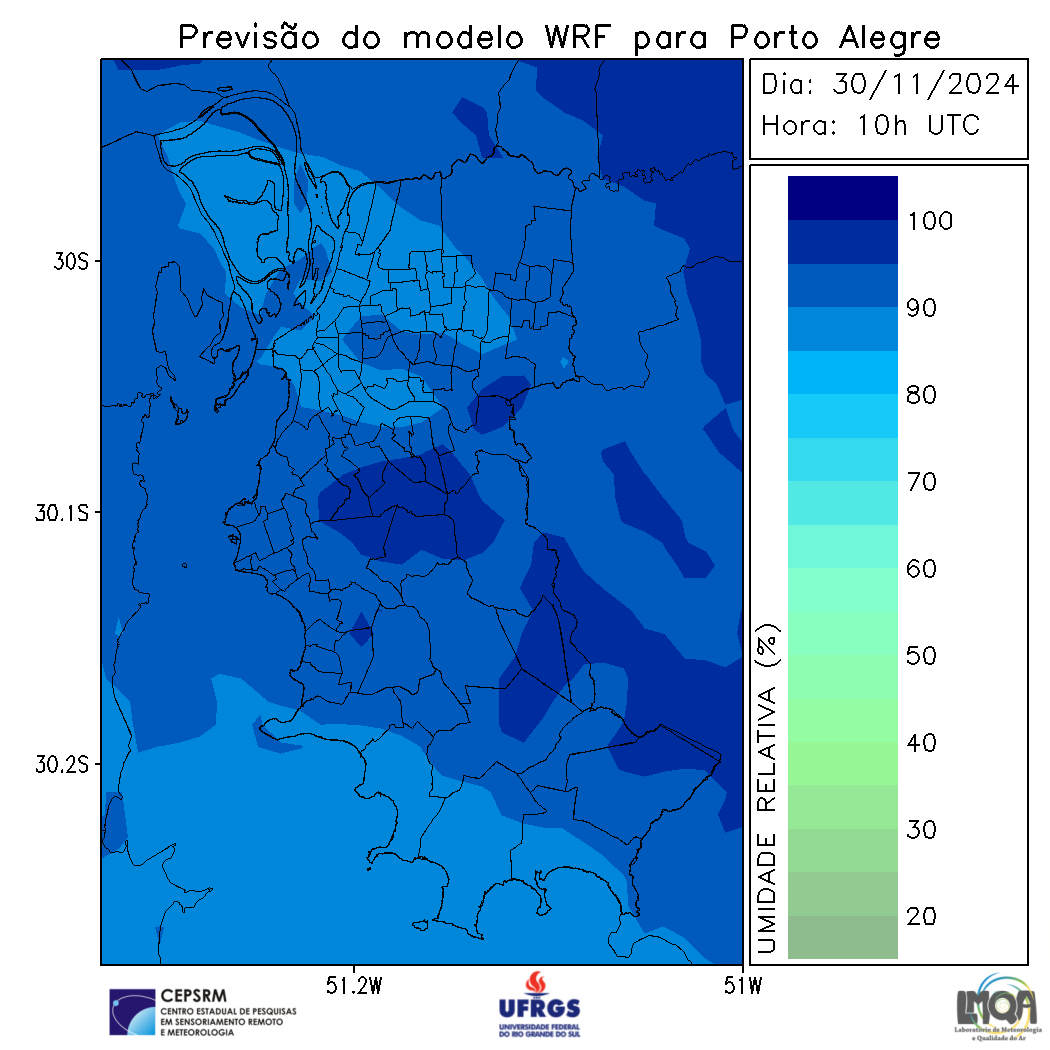 Previsão do modelo WRF para Porto Alegre
Dia: 30/11/2024
Hora: 10h UTC
30S
30.1S
30.2S
51.2W
51W
UMIDADE RELATIVA (%)
100
90
80
70
60
50
40
30
20
CEPSRM
CENTRO ESTADUAL DE PESQUISAS
EM SENSORIAMENTO REMOTO
E METEOROLOGIA
UFRGS
UNIVERSIDADE FEDERAL
DO RIO GRANDE DO SUL
LMQA
Laboratório de Meteorologia
e Qualidade do Ar